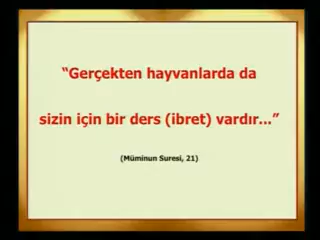 “Gerçekten hayvanlarda da
sizin için bir ders (ibret) vardır...”
(Müminun Suresi, 21)